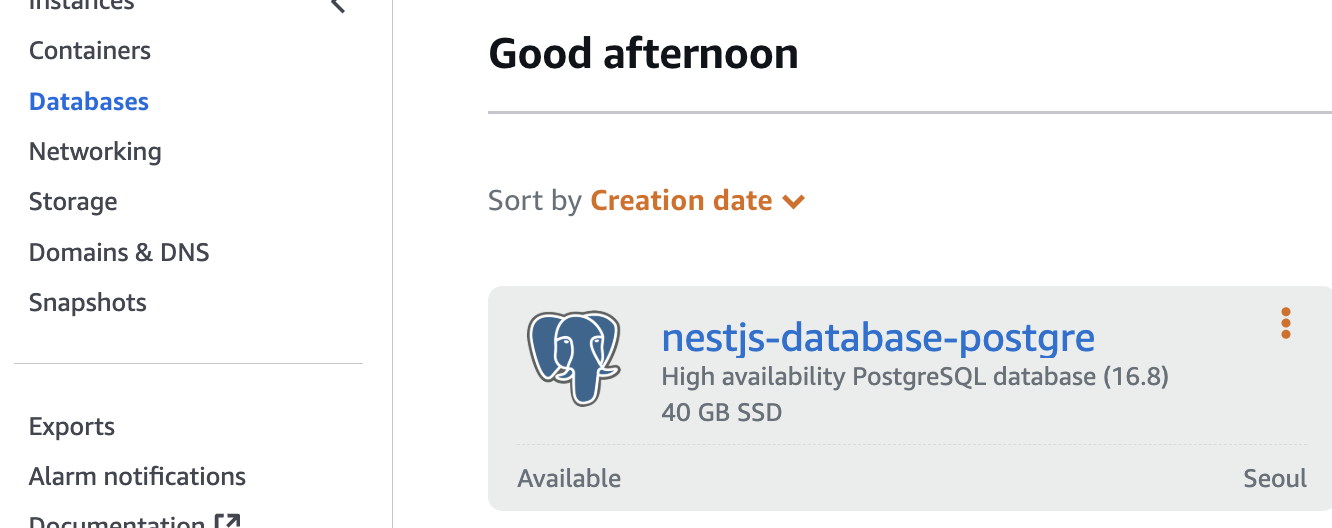 Instances
Containers
Databases
Networking
Storage
Domains & DNS
Snapshots
Exports
Alarm notifications
Documentation
Good afternoon
Sort by Creation date
nestjs-database-postgre
High availability PostgreSQL database (16.8)
40 GB SSD
Available
Seoul